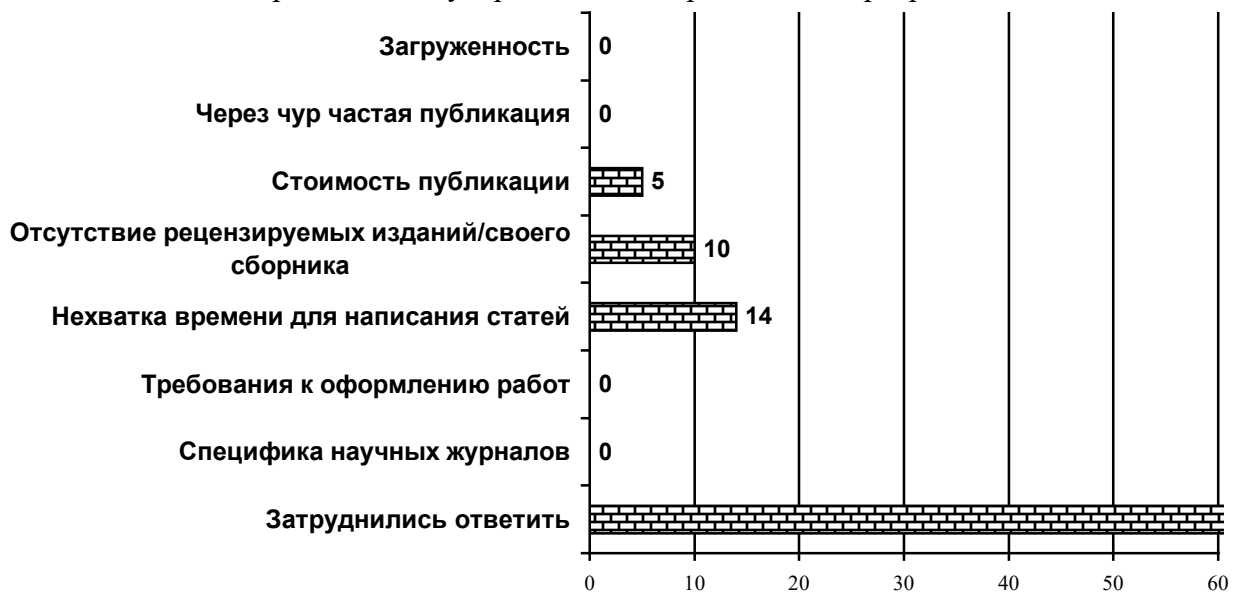 Загруженность 0
Через чур частая публикация 0
Стоимость публикации 5
Отсутствие рецензируемых изданий/своего
сборника 10
Нехватка времени для написания статей 14
Требования к оформлению работ 0
Специфика научных журналов 0
Затруднились ответить
0 10 20 30 40 50 60